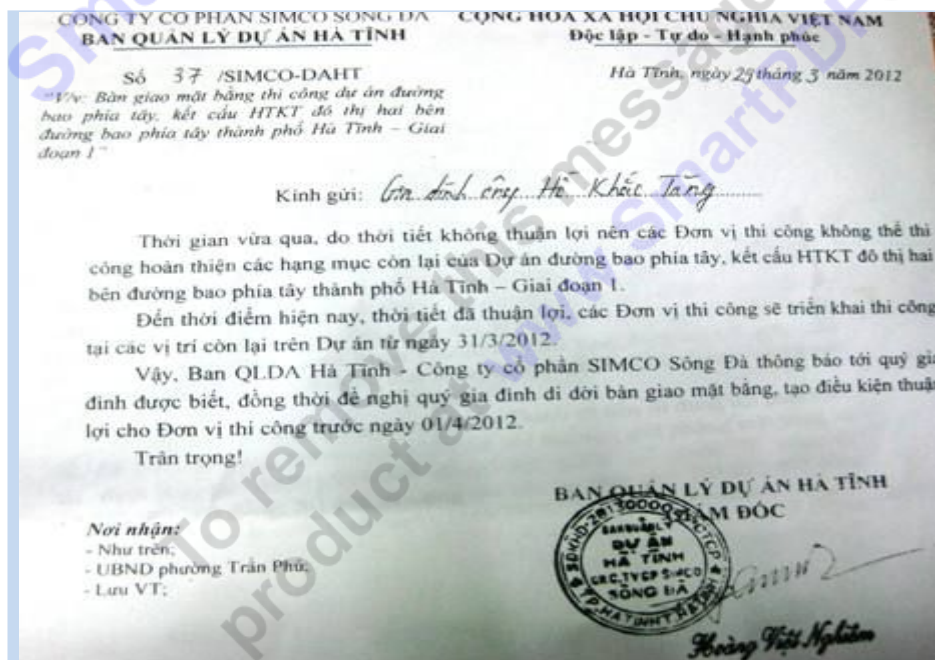 CÔNG TY CỔ PHẦN SIMCO SÔNG ĐÀ
BAN QUẢN LÝ DỰ ÁN HÀ TĨNH
CỘNG HOÀ XÃ HỘI CHỦ NGHĨA VIỆT NAM
Độc lập - Tự do - Hạnh phúc
Số 37 /SIMCO-DAHT
"V/v: Bàn giao mặt bằng thi công dự án đường
bao phía tây, kết cấu HTKT đô thị hai bên
đường bao phía tây thành phố Hà Tĩnh – Giai
đoạn 1"
Hà Tĩnh, ngày 29 tháng 3 năm 2012
Kính gửi: Gia đình ông Hồ Khắc Tăng
Thời gian vừa qua, do thời tiết không thuận lợi nên các Đơn vị thi công không thể thi
công hoàn thiện các hạng mục còn lại của Dự án đường bao phía tây, kết cấu HTKT đô thị hai
bên đường bao phía tây thành phố Hà Tĩnh – Giai đoạn 1.
Đến thời điểm hiện nay, thời tiết đã thuận lợi, các Đơn vị thi công sẽ triển khai thi công
tại các vị trí còn lại trên Dự án từ ngày 31/3/2012.
Vậy, Ban QLDA Hà Tĩnh - Công ty cổ phần SIMCO Sông Đà thông báo tới quý gia
đình được biết, đồng thời đề nghị quý gia đình di dời bàn giao mặt bằng, tạo điều kiện thuận
lợi cho Đơn vị thi công trước ngày 01/4/2012.
Trân trọng!
BAN QUẢN LÝ DỰ ÁN HÀ TĨNH
GIÁM ĐỐC
Nơi nhận:
- Như trên;
- UBND phường Trần Phú;
- Lưu VT;
BAN QUẢN LÝ
DỰ ÁN
HÀ TĨNH
SÔNG ĐÀ
Hoàng Việt Nghiêm
To remove this message
product at www.SmartPDF